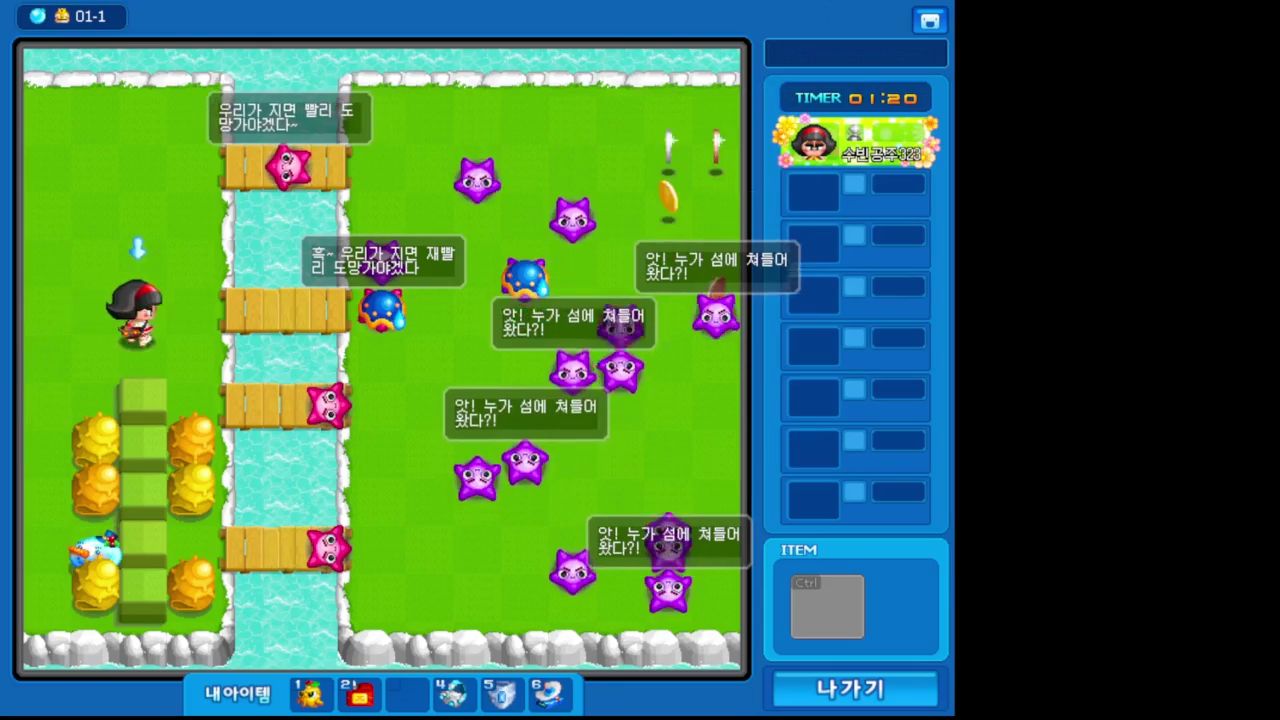 01-1
우리가 지면 빨리 도
망가야겠다~
TIMER 01:20
수빈공주323
흑~ 우리가 지면 재빨
리 도망가야겠다
앗! 누가 섬에 쳐들어
왔다?!
앗! 누가 섬에 쳐들어
왔다?!
앗! 누가 섬에 쳐들어
왔다?!
앗! 누가 섬에 쳐들어
왔다?!
ITEM
Ctrl
내아이템
1
2
4
5
6
나가기